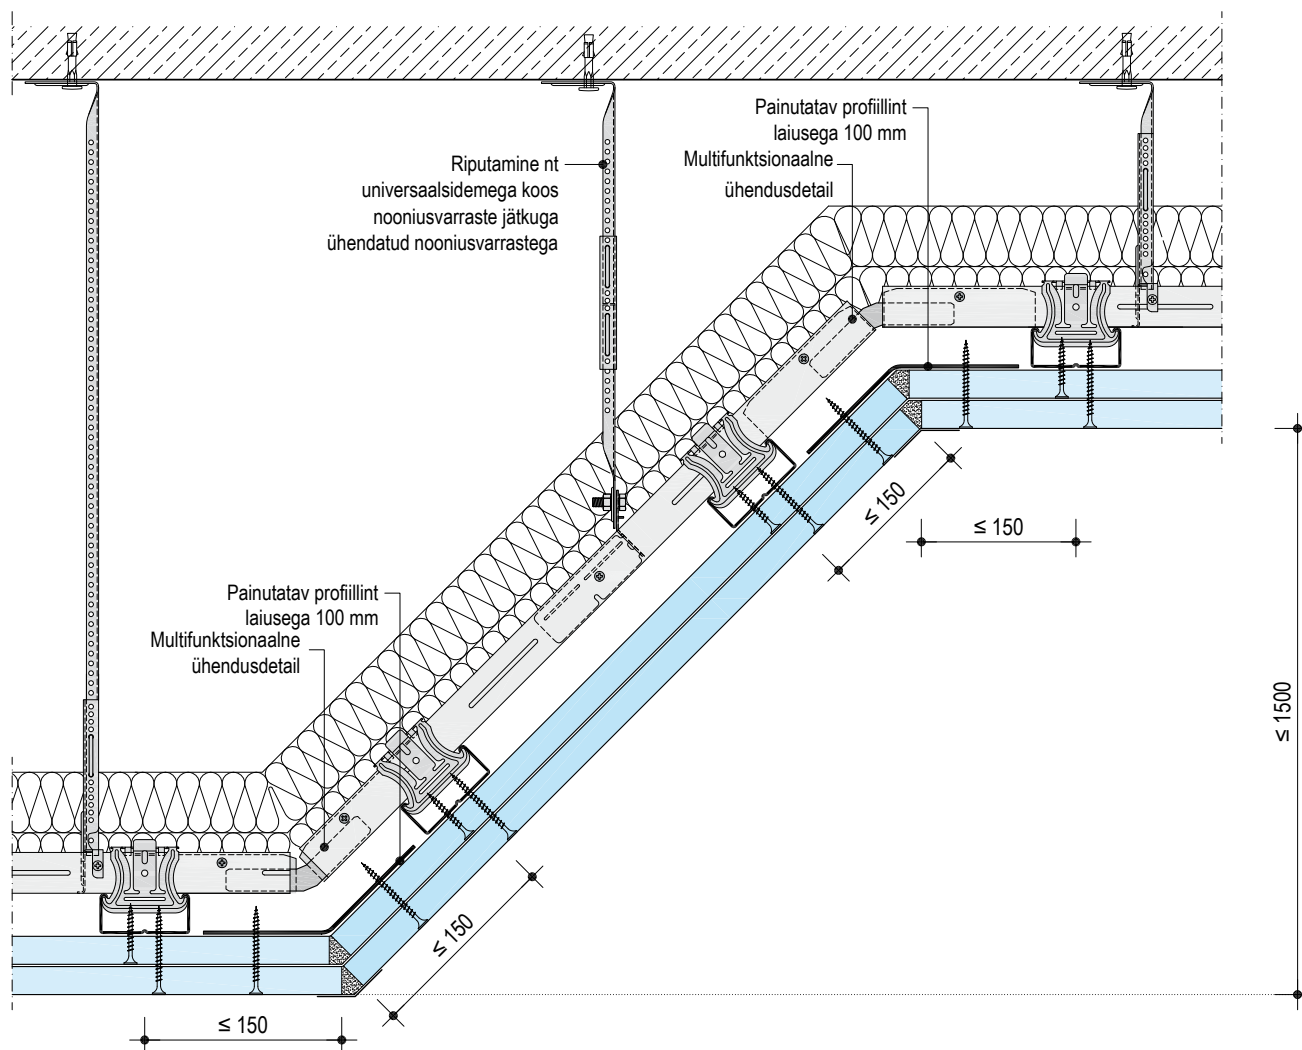 Painutatav profiillint
laiusega 100 mm
Multifunktsionaalne
ühendusdetail
Riputamine nt
universaalsidemega koos
nooniusvarraste jätkuga
ühendatud nooniusvarrastega
≤ 150
≤ 150
Painutatav profiillint
laiusega 100 mm
Multifunktsionaalne
ühendusdetail
≤ 1500
≤ 150
≤ 150